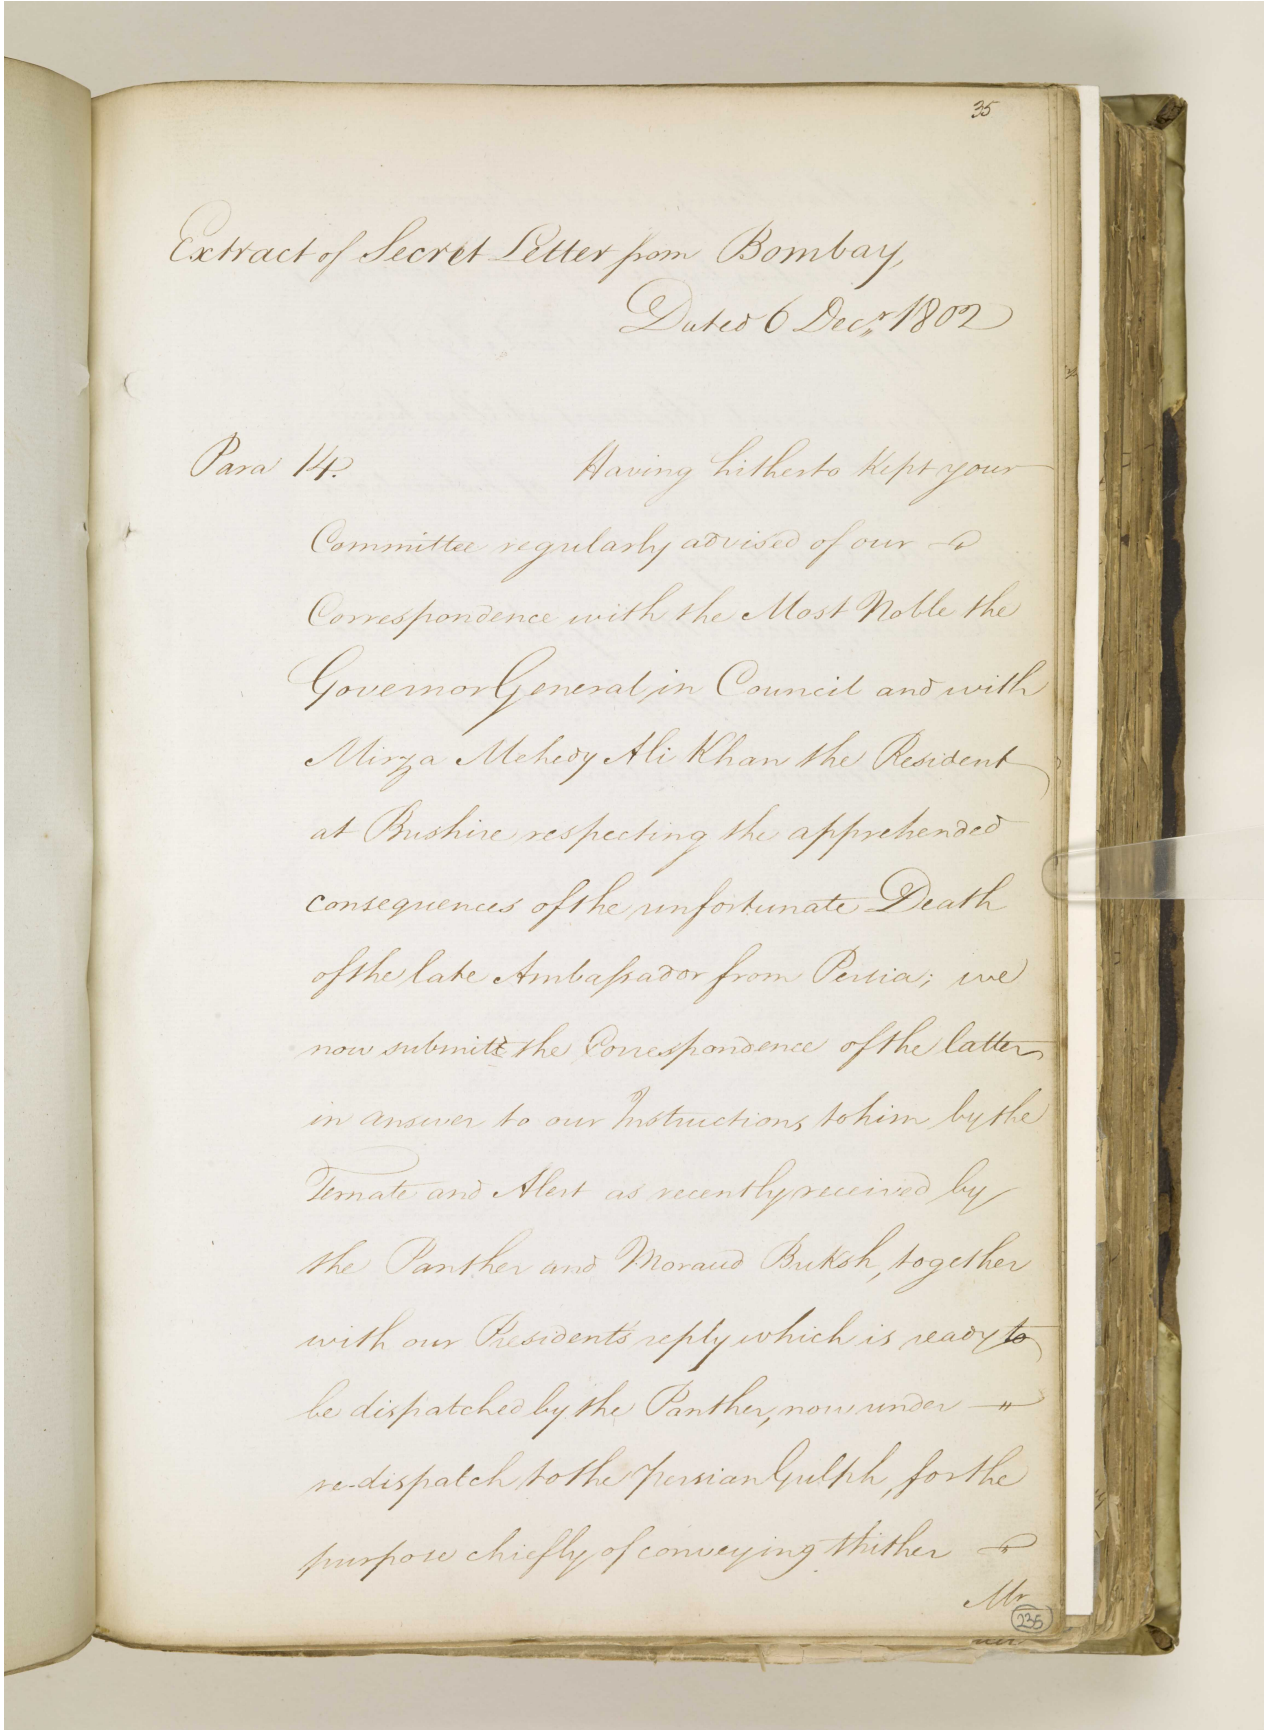 35
Extract of Secret Letter from Bombay,
Dated 6 Decr. 1802
Para 14.    Having hitherto kept your
Committee regularly advised of our
Correspondence with the Most Noble the
Governor General in Council and with
Mirza Mehedy Ali Khan the Resident
at Bushire respecting the apprehended
consequences of the unfortunate Death
of the late Ambassador from Persia; we
now submit the Correspondence of the latter
in answer to our Instructions to him by the
Ternate and Alert as recently received by
the Panther and Moraud Buksh, together
with our President's reply which is ready to
be dispatched by the Panther, now under
re-dispatch to the Persian Gulph, for the
purpose chiefly of conveying thither
Mr
235